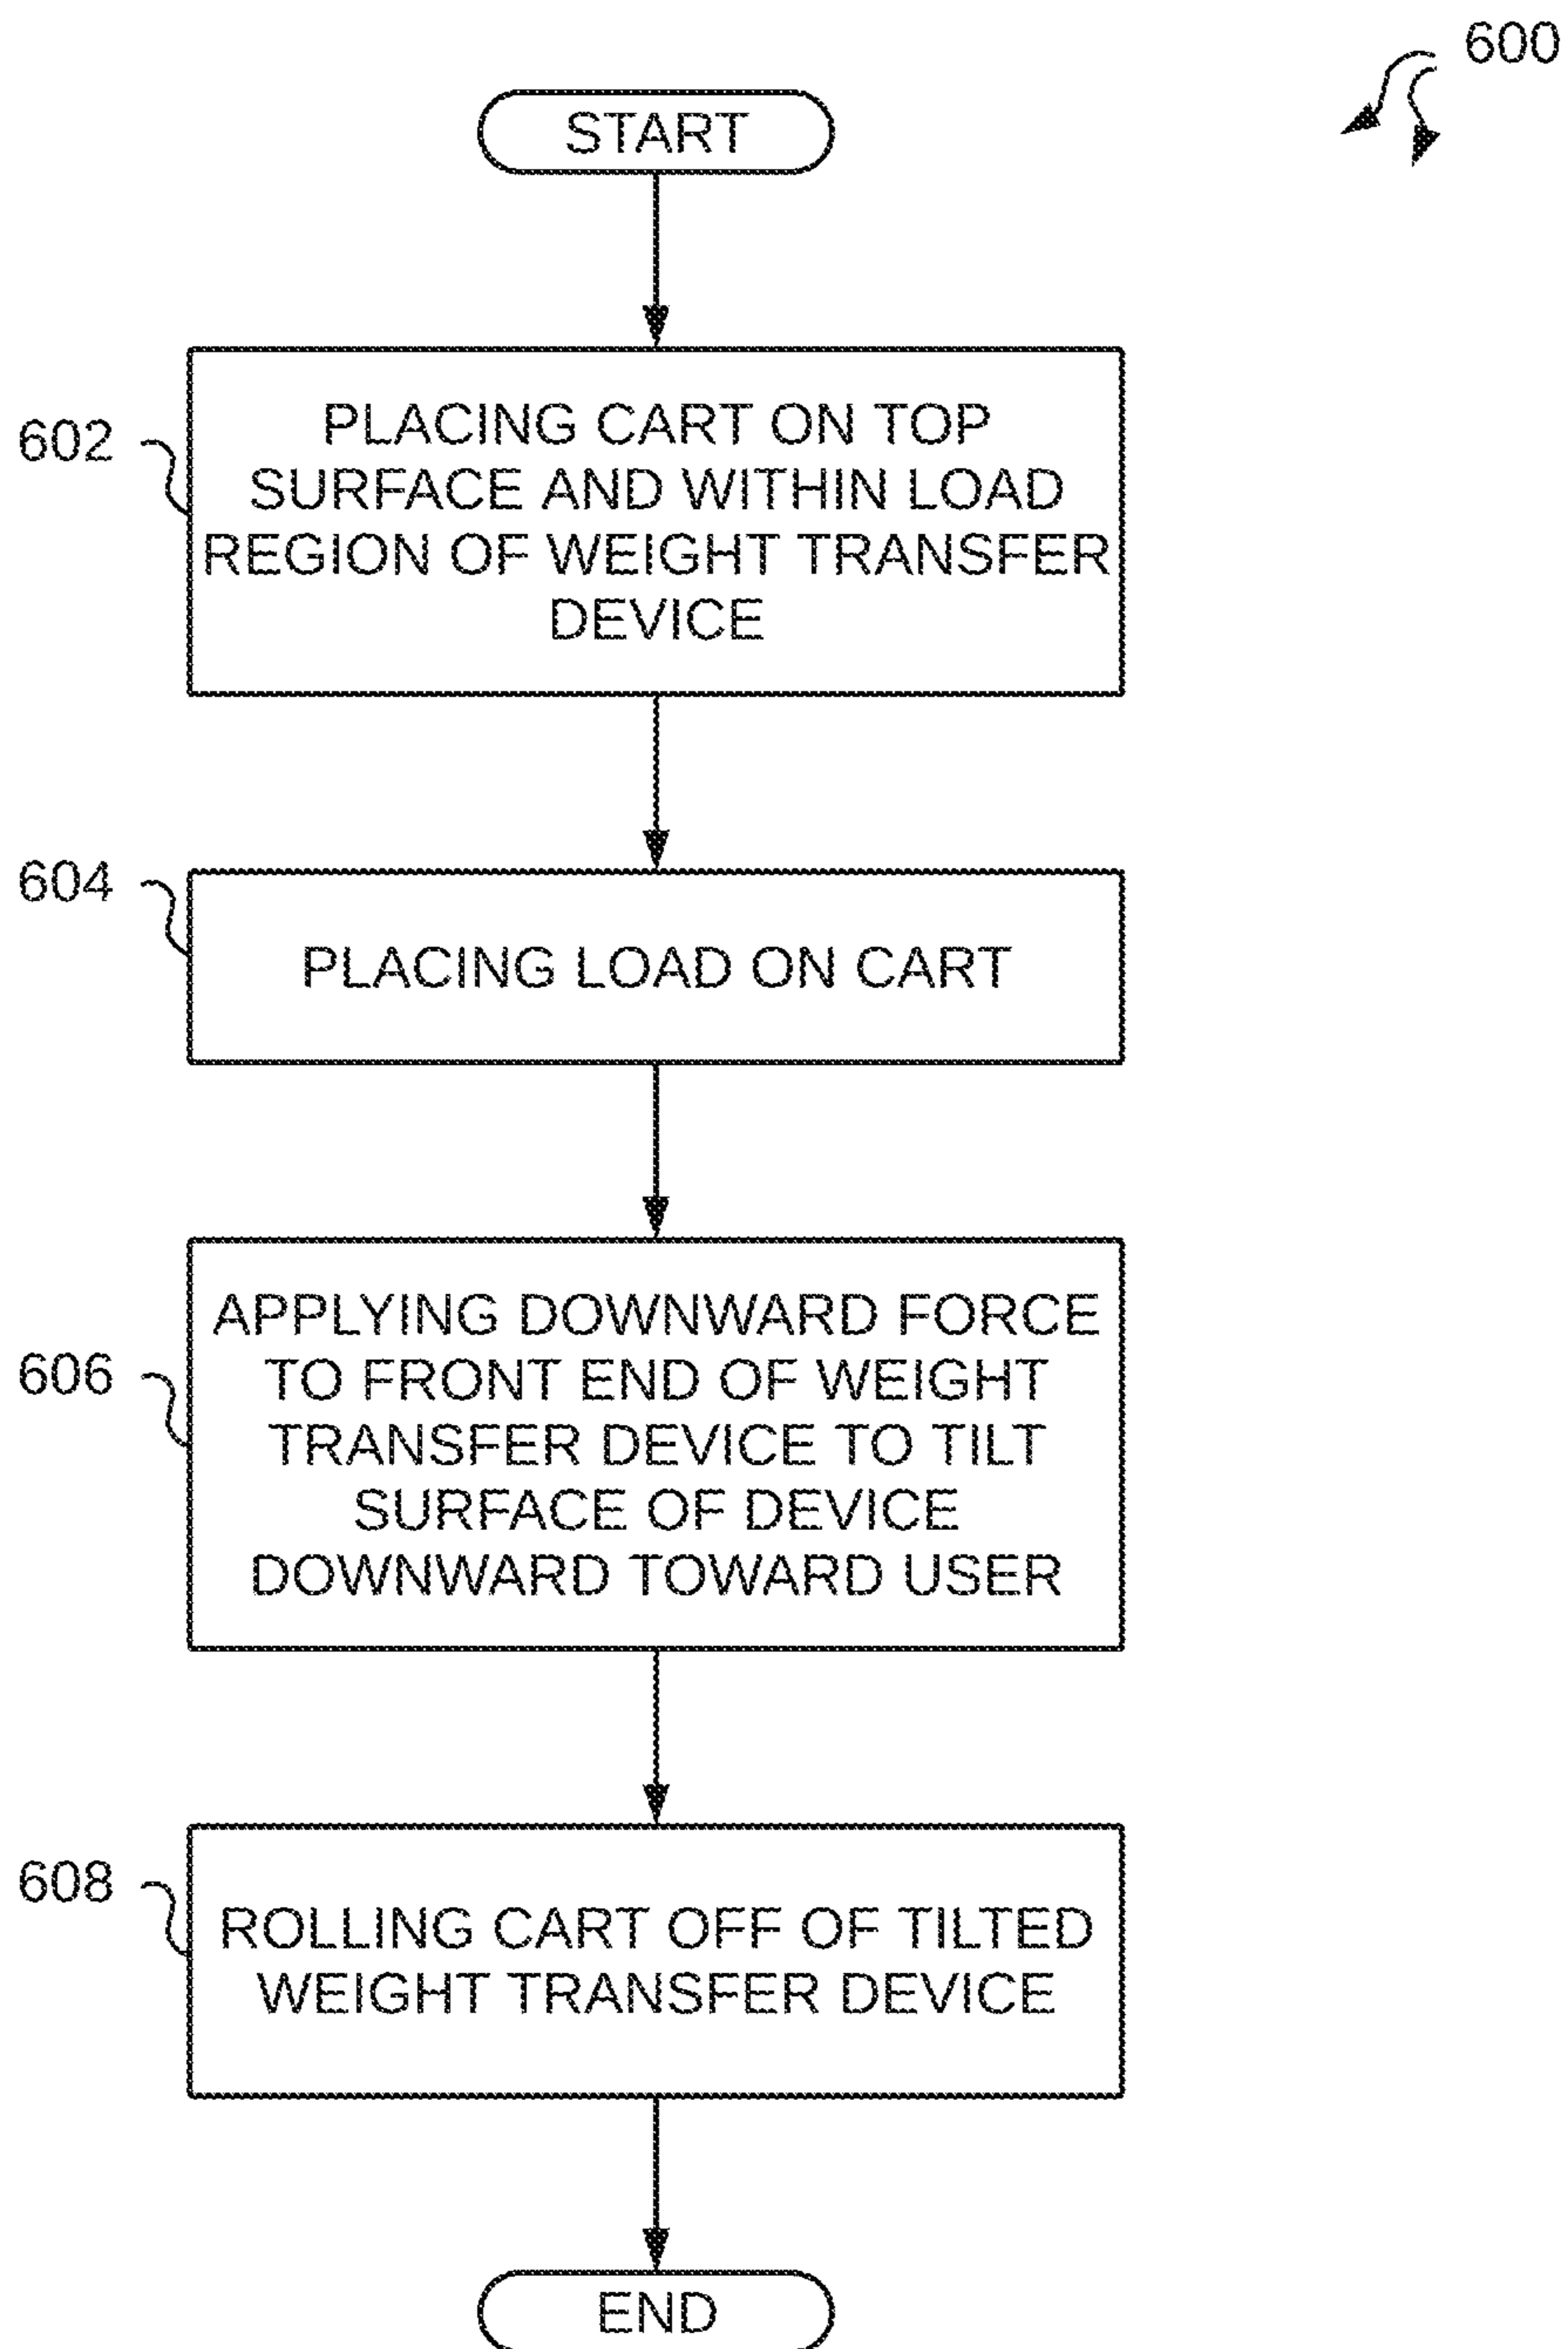 600
START
602
PLACING CART ON TOP
SURFACE AND WITHIN LOAD
REGION OF WEIGHT TRANSFER
DEVICE
604
PLACING LOAD ON CART
606
APPLYING DOWNWARD FORCE
TO FRONT END OF WEIGHT
TRANSFER DEVICE TO TILT
SURFACE OF DEVICE
DOWNWARD TOWARD USER
608
ROLLING CART OFF OF TILTED
WEIGHT TRANSFER DEVICE
END